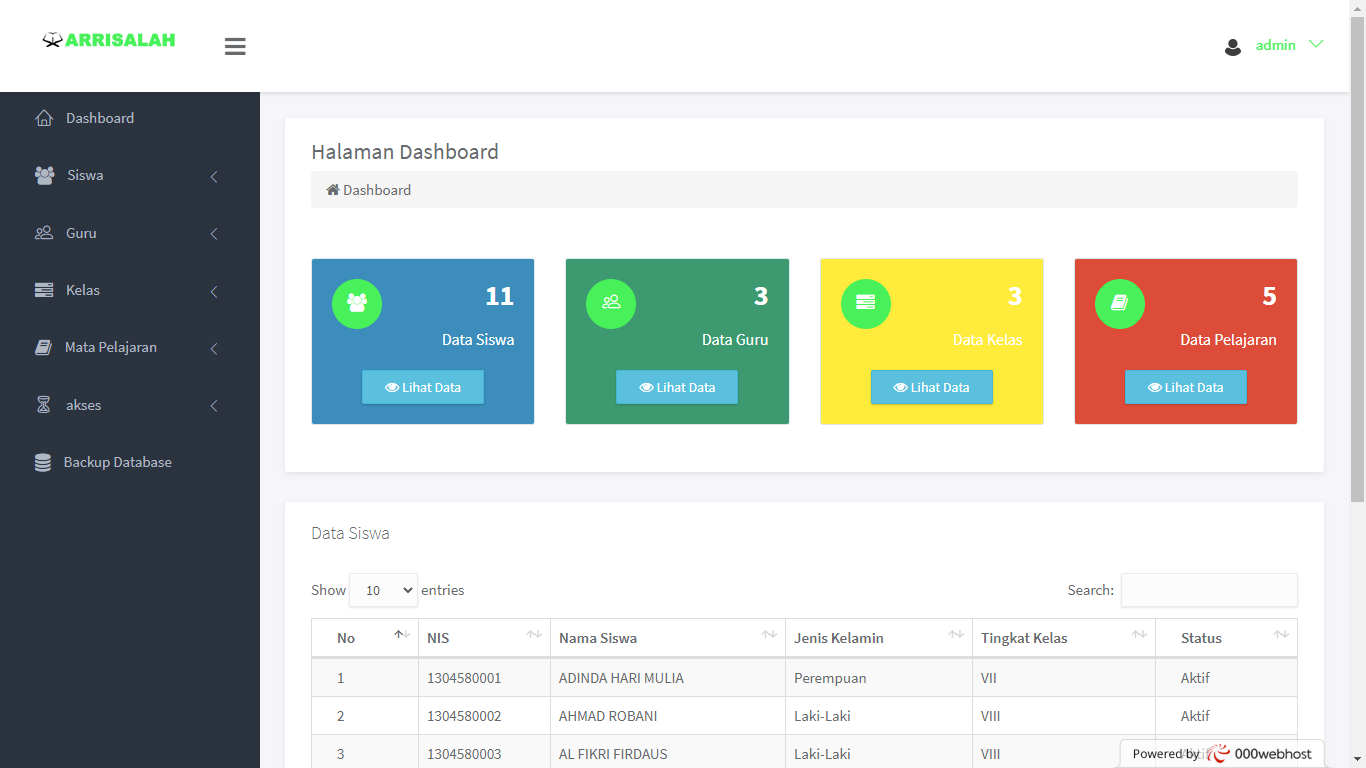 ARRISALAH
admin
Dashboard
Siswa
Guru
Kelas
Mata Pelajaran
akses
Backup Database
Halaman Dashboard
Dashboard
11
Data Siswa
Lihat Data
3
Data Guru
Lihat Data
3
Data Kelas
Lihat Data
5
Data Pelajaran
Lihat Data
Data Siswa
Show 10 entries
Search:
No NIS Nama Siswa Jenis Kelamin Tingkat Kelas Status
1 1304580001 ADINDA HARI MULIA Perempuan VII Aktif
2 1304580002 AHMAD ROBANI Laki-Laki VIII Aktif
3 1304580003 AL FIKRI FIRDAUS Laki-Laki VIII
Powered by 000webhost